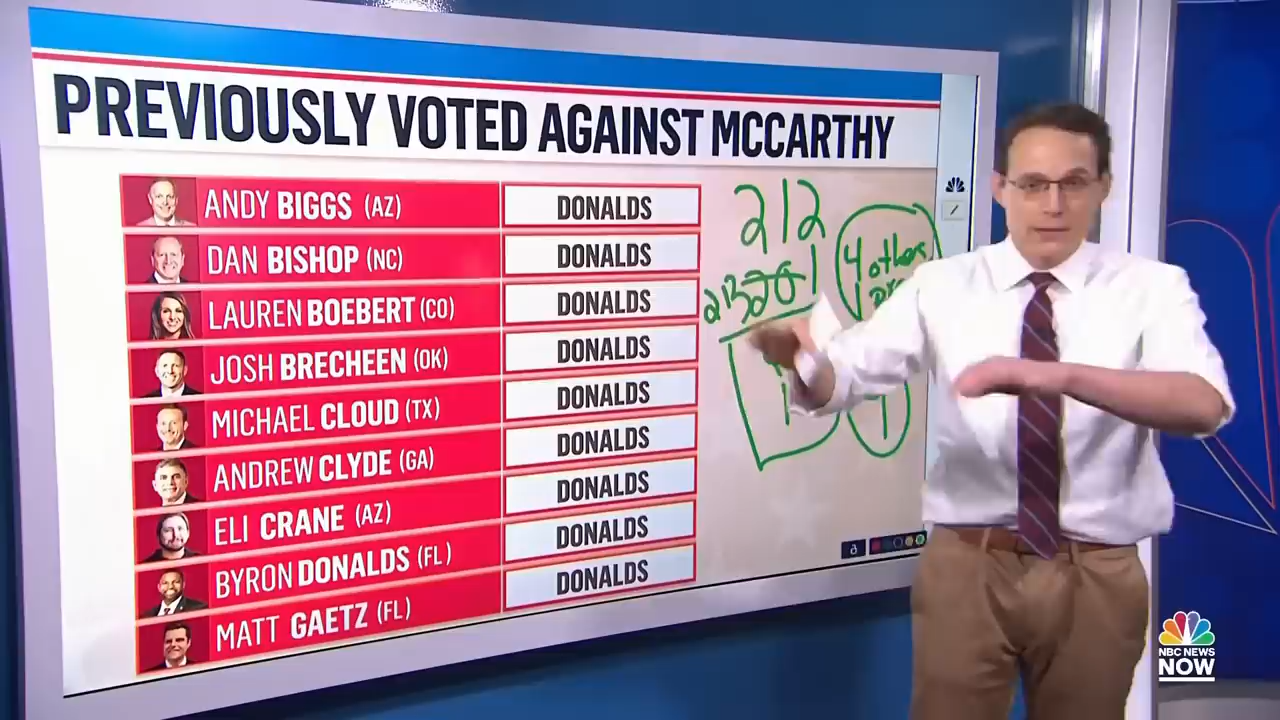 PREVIOUSLY VOTED AGAINST MCCARTHY
ANDY BIGGS (AZ) DONALDS
DAN BISHOP (NC) DONALDS
LAUREN BOEBERT (CO) DONALDS
JOSH BRECHEEN (OK) DONALDS
MICHAEL CLOUD (TX) DONALDS
ANDREW CLYDE (GA) DONALDS
ELI CRANE (AZ) DONALDS
BYRON DONALDS (FL) DONALDS
MATT GAETZ (FL) DONALDS
212
4 others
NBC NEWS
NOW